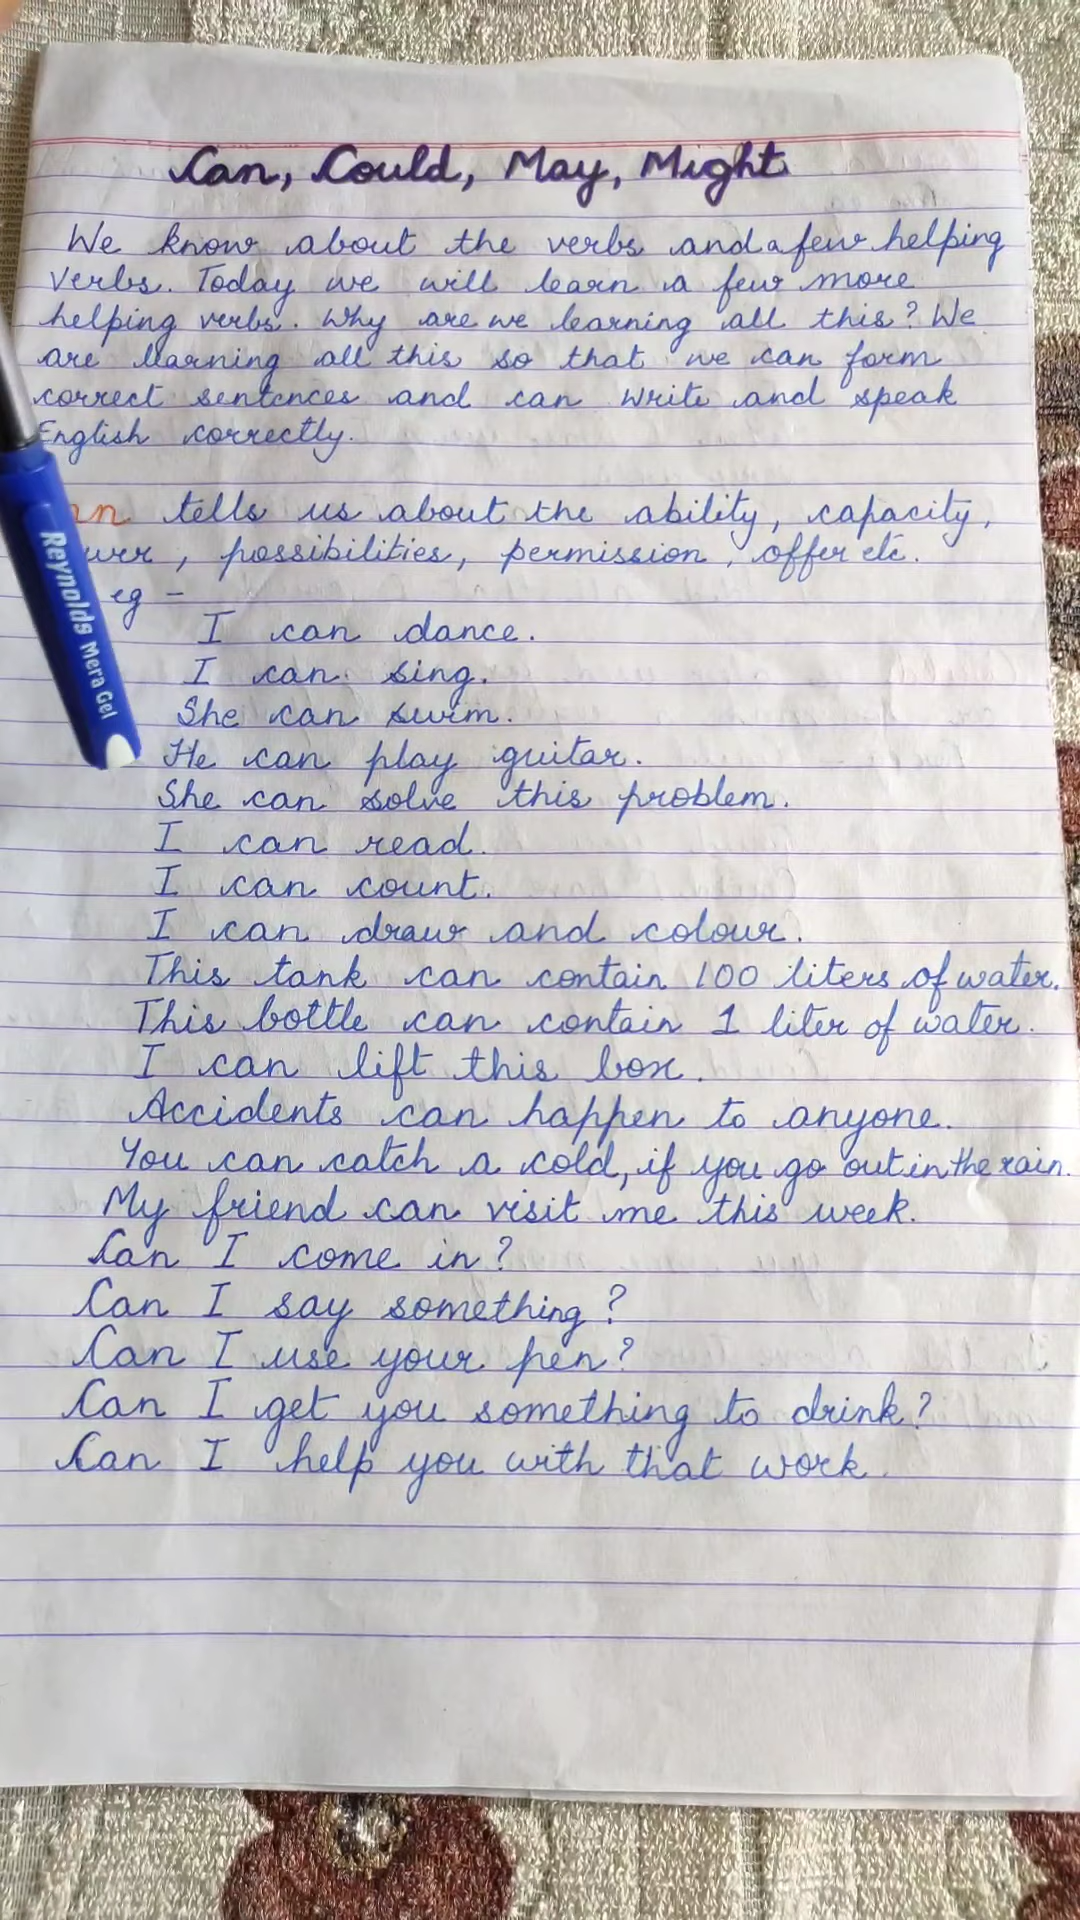 Can, Could, May, Might
We know about the verbs and a few helping
verbs. Today we will learn a few more
helping verbs. Why are we learning all this? We
are learning all this so that we can form
correct sentences and can write and speak
English correctly.
tells us about the ability, capacity,
, possibilities, permission, offer etc.
eg -
I can dance.
I can sing.
She can swim.
He can play guitar.
She can solve this problem.
I can read.
I can count.
I can draw and colour.
This tank can contain 100 liters of water.
This bottle can contain 1 liter of water.
I can lift this box.
Accidents can happen to anyone.
You can catch a cold, if you go out in the rain.
My friend can visit me this week.
Can I come in?
Can I say something?
Can I use your pen?
Can I get you something to drink?
Can I help you with that work.
Reynolds Mera Gel